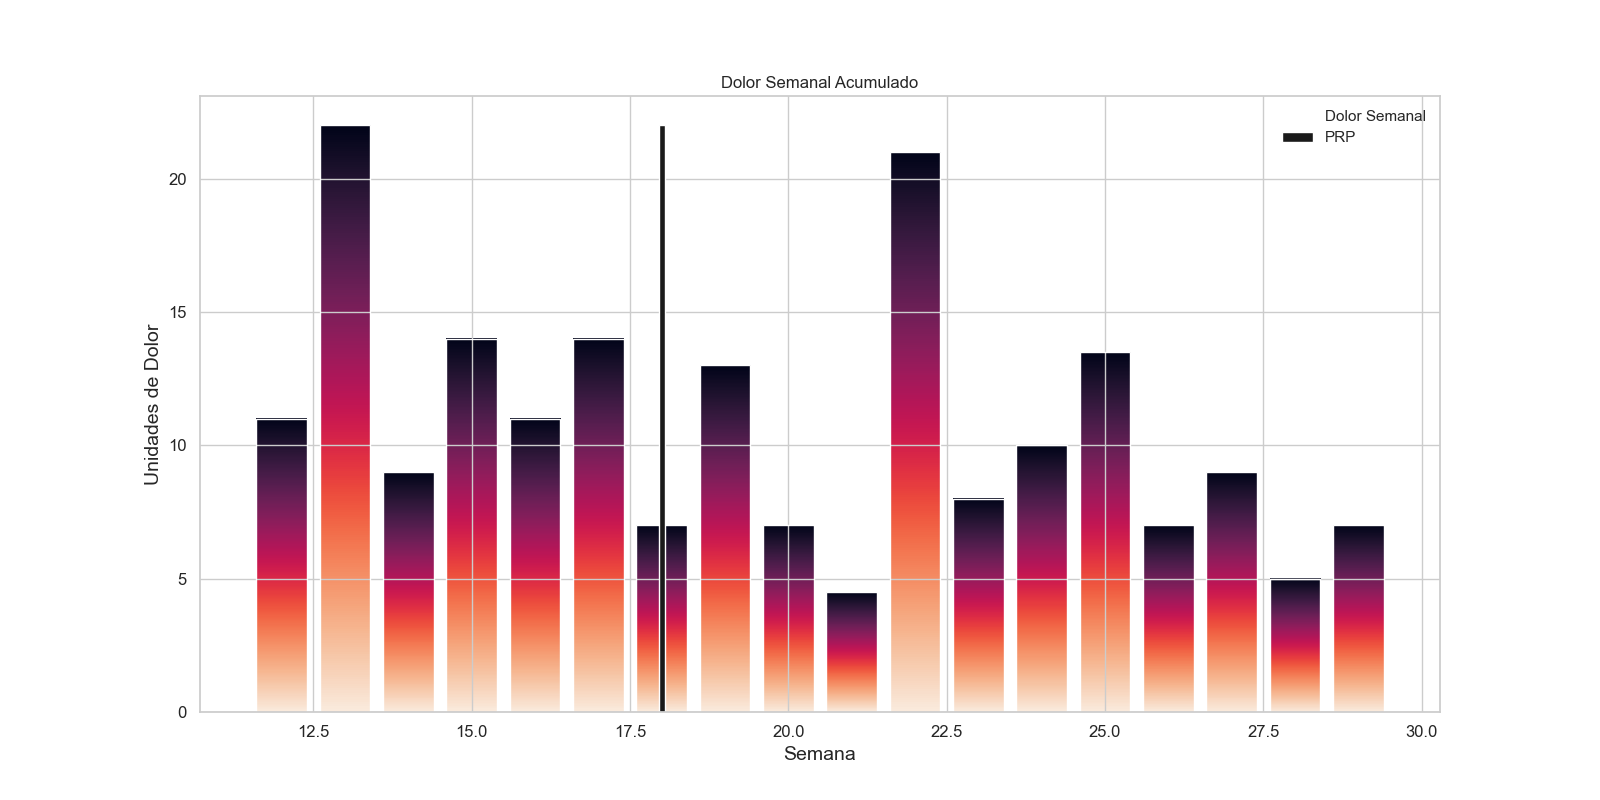 Dolor Semanal Acumulado
Dolor Semanal
PRP
Unidades de Dolor
20
15
10
5
0
12.5 15.0 17.5 20.0 22.5 25.0 27.5 30.0
Semana